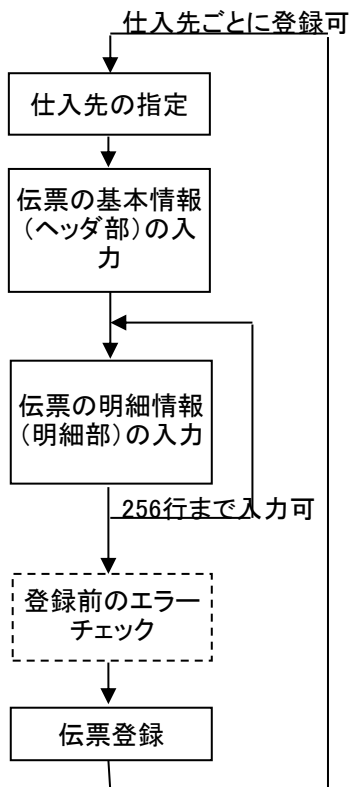 仕入先ごとに登録可
仕入先の指定
伝票の基本情報
（ヘッダ部）の入
力
伝票の明細情報
（明細部）の入力
256行まで入力可
登録前のエラー
チェック
伝票登録